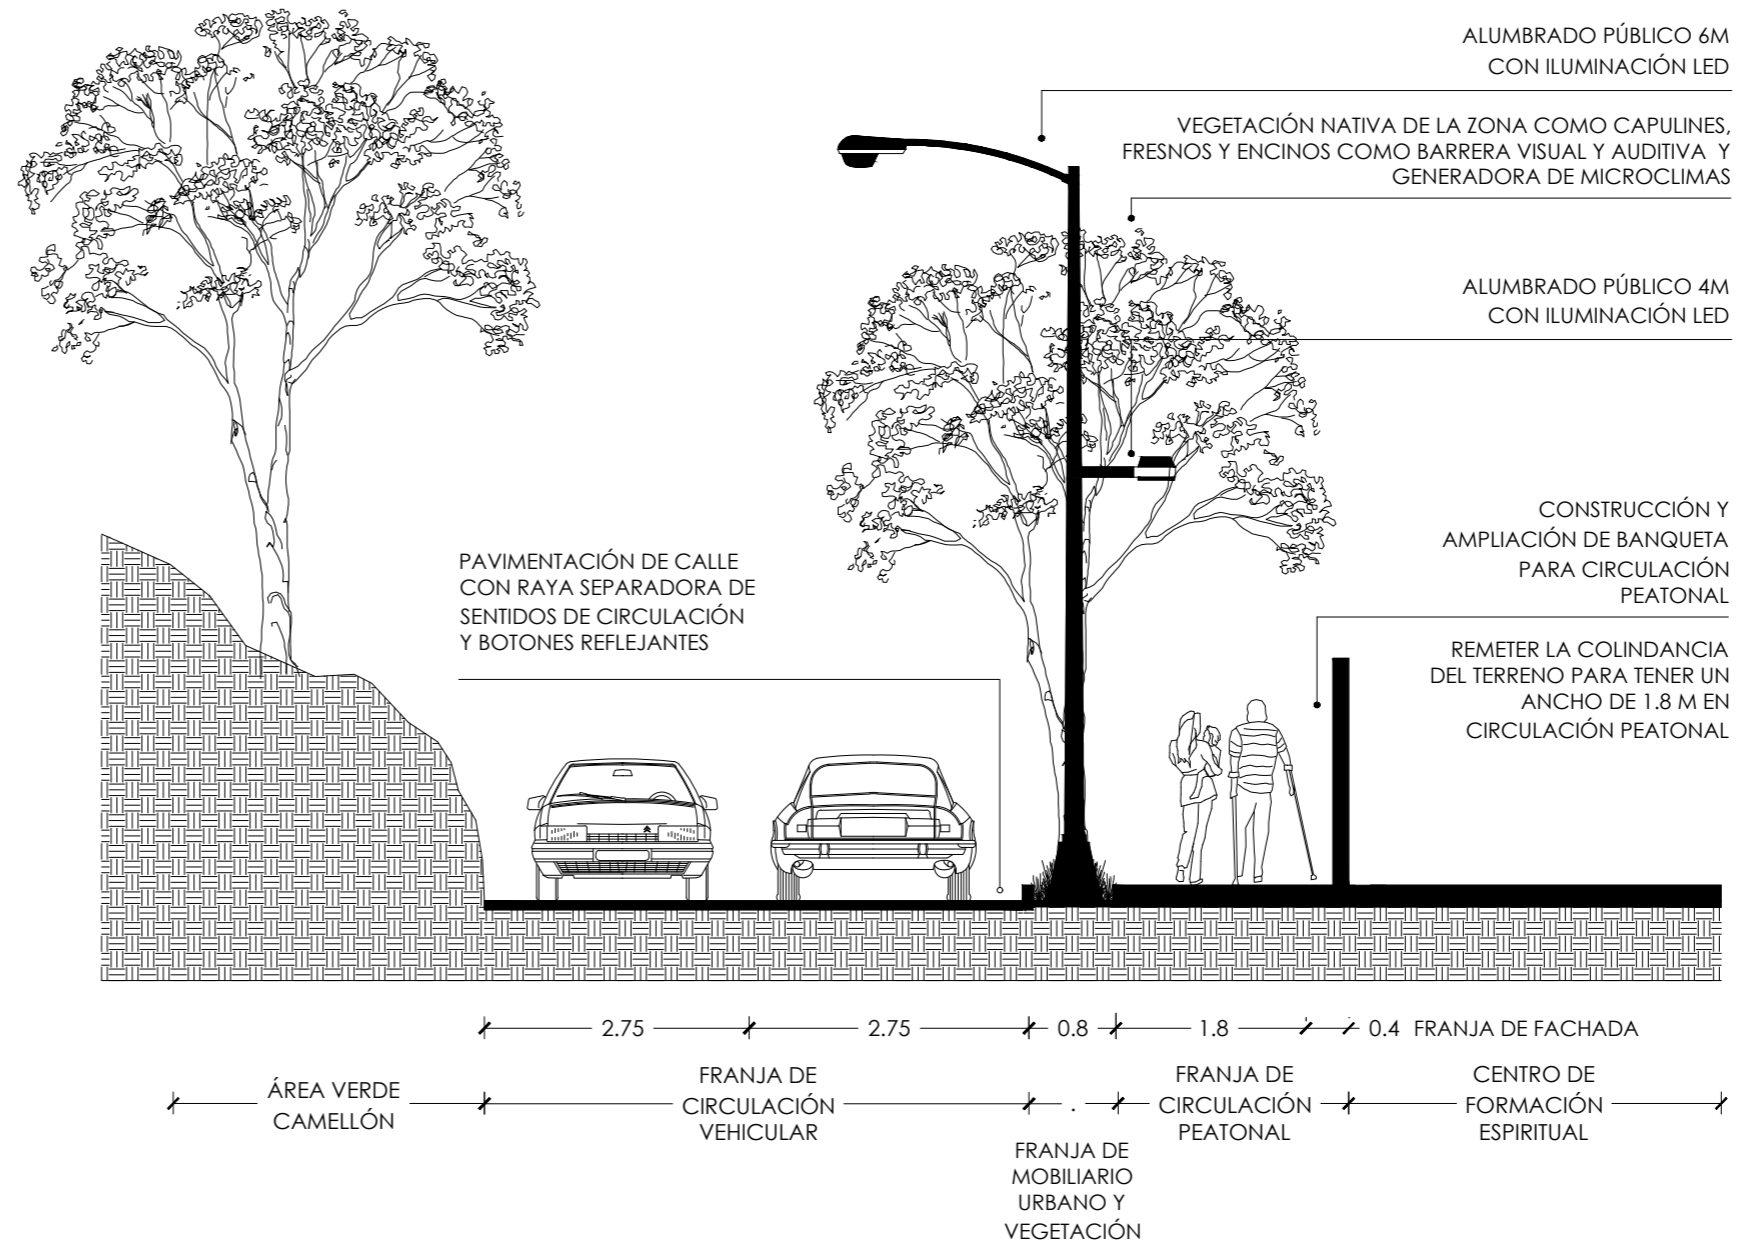 ALUMBRADO PÚBLICO 6M
CON ILUMINACIÓN LED
VEGETACIÓN NATIVA DE LA ZONA COMO CAPULINES,
FRESNOS Y ENCINOS COMO BARRERA VISUAL Y AUDITIVA Y
GENERADORA DE MICROCLIMAS
ALUMBRADO PÚBLICO 4M
CON ILUMINACIÓN LED
CONSTRUCCIÓN Y
AMPLIACIÓN DE BANQUETA
PARA CIRCULACIÓN
PEATONAL
PAVIMENTACIÓN DE CALLE
CON RAYA SEPARADORA DE
SENTIDOS DE CIRCULACIÓN
Y BOTONES REFLEJANTES
REMETER LA COLINDANCIA
DEL TERRENO PARA TENER UN
ANCHO DE 1.8 M EN
CIRCULACIÓN PEATONAL
2.75
2.75
0.8
1.8
0.4 FRANJA DE FACHADA
ÁREA VERDE
CAMELLÓN
FRANJA DE
CIRCULACIÓN
VEHICULAR
.
FRANJA DE
MOBILIARIO
URBANO Y
VEGETACIÓN
FRANJA DE
CIRCULACIÓN
PEATONAL
CENTRO DE
FORMACIÓN
ESPIRITUAL